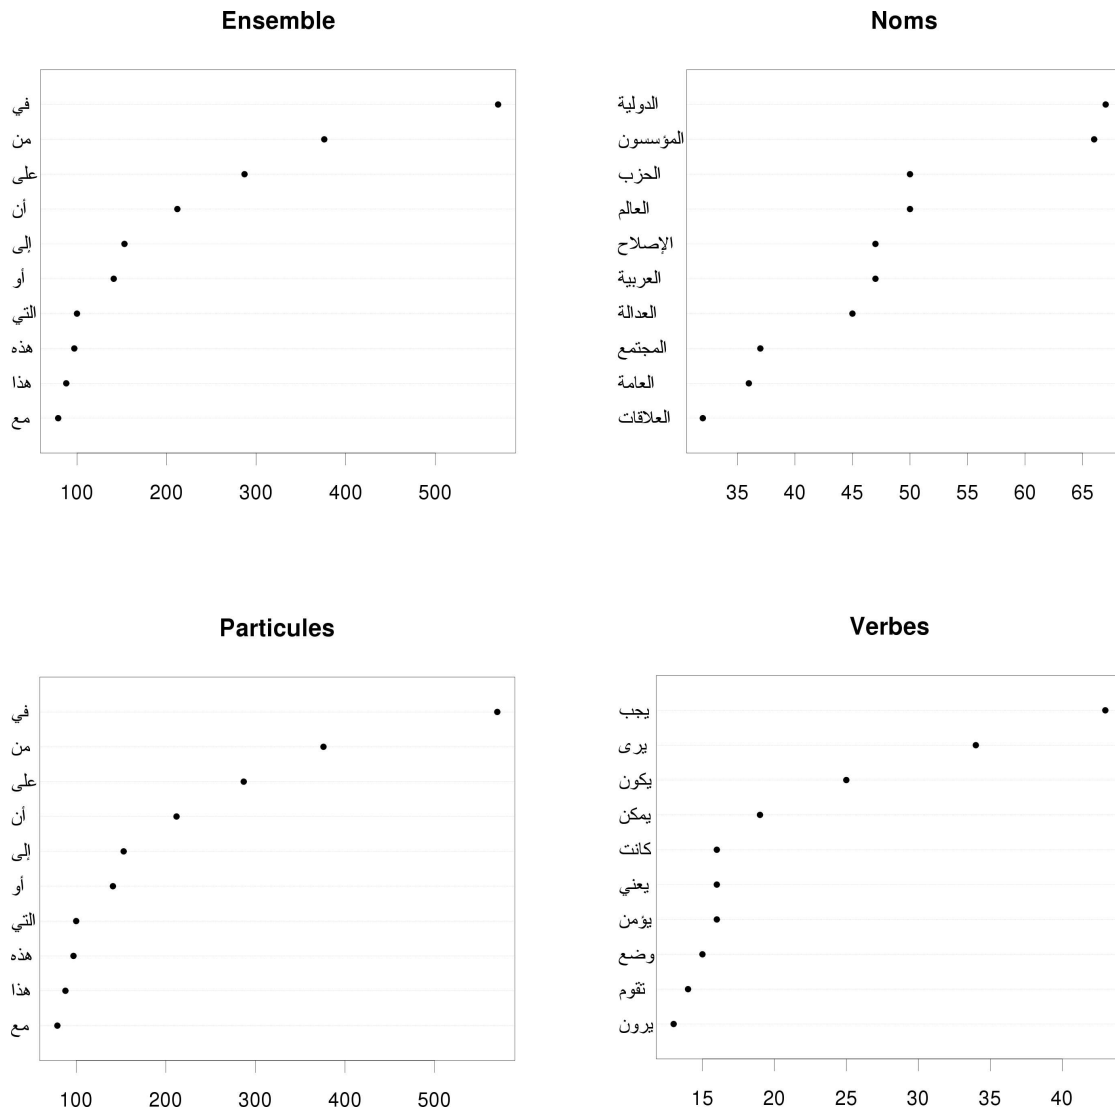 Ensemble
في
من
على
أن
إلى
أو
التي
هذه
هذا
مع
100 200 300 400 500
Noms
الدولية
المؤسسون
الحزب
العالم
الإصلاح
العربية
العدالة
المجتمع
العامة
العلاقات
35 40 45 50 55 60 65
Particules
في
من
على
أن
إلى
أو
التي
هذه
هذا
مع
100 200 300 400 500
Verbes
يجب
يرى
يكون
يمكن
كانت
يعني
يؤمن
وضع
تقوم
يرون
15 20 25 30 35 40